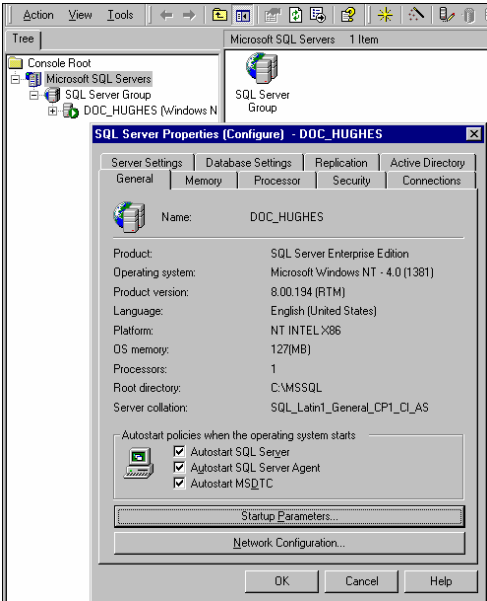 Action View Tools
Tree
Microsoft SQL Servers 1 Item
Console Root
Microsoft SQL Servers
SQL Server Group
DOC_HUGHES (Windows N
SQL Server
Group
SQL Server Properties (Configure) - DOC_HUGHES
Server Settings Database Settings Replication Active Directory
General Memory Processor Security Connections
Name: DOC_HUGHES
Product: SQL Server Enterprise Edition
Operating system: Microsoft Windows NT - 4.0 (1381)
Product version: 8.00.194 (RTM)
Language: English (United States)
Platform: NT INTEL X86
OS memory: 127(MB)
Processors: 1
Root directory: C:\MSSQL
Server collation: SQL_Latin1_General_CP1_CI_AS
Autostart policies when the operating system starts
Autostart SQL Server
Autostart SQL Server Agent
Autostart MSDTC
Startup Parameters...
Network Configuration...
OK Cancel Help